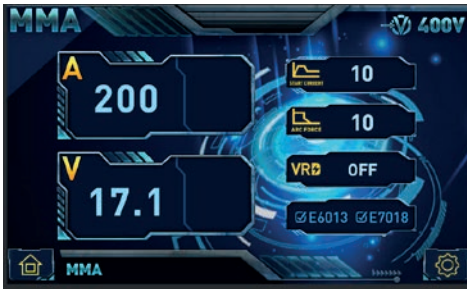 MMA
400V
A
200
START CURRENT
10
ARC FORCE
10
V
17.1
VRD OFF
E6013 E7018
MMA